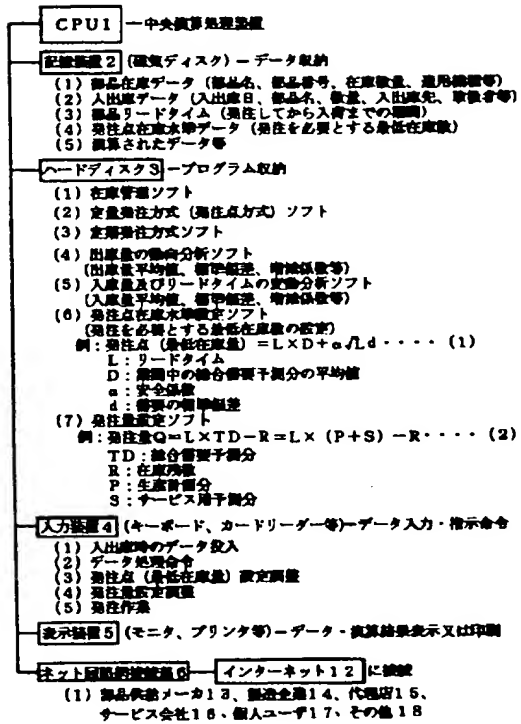 CPU1 ー中央演算処理装置
記憶装置2 (磁気ディスク) ーデータ収納
(1) 部品在庫データ (部品名、部品番号、在庫数量、適用機種等)
(2) 入出庫データ (入出庫日、部品名、数量、入出庫先、取扱者等)
(3) 部品リードタイム (発注してから入荷までの期間)
(4) 発注点在庫水準データ (発注を必要とする最低在庫数)
(5) 演算されたデータ等
ハードディスク3 ープログラム収納
(1) 在庫管理ソフト
(2) 定量発注方式 (発注点方式) ソフト
(3) 定期発注方式ソフト
(4) 出庫量の傾向分析ソフト
(出庫量平均値、標準偏差、増減係数等)
(5) 入庫量及びリードタイムの変動分析ソフト
(入庫量平均値、標準偏差、増減係数等)
(6) 発注点在庫水準設定ソフト
(発注を必要とする最低在庫数の設定)
例:発注点 (最低在庫量) =L×D+α√Ld・・・・ (1)
L:リードタイム
D:期間中の総合需要予測分の平均値
α:安全係数
d:需要の標準偏差
(7) 発注量設定ソフト
例:発注量Q=L×TD−R=L× (P+S) −R・・・・ (2)
TD:総合需要予測分
R:在庫残数
P:生産計画分
S:サービス用予測分
入力装置4 (キーボード、カードリーダー等)ーデータ入力・指示命令
(1) 入出庫時のデータ投入
(2) データ処理命令
(3) 発注点 (最低在庫量) 設定調整
(4) 発注量設定調整
(5) 発注作業
表示装置5 (モニタ、プリンタ等) ーデータ・演算結果表示又は印刷
ネット回線接続機器6 インターネット12 に接続
(1) 部品供給メーカ13、製造企業14、代理店15、
サービス会社16、個人ユーザ17、その他18